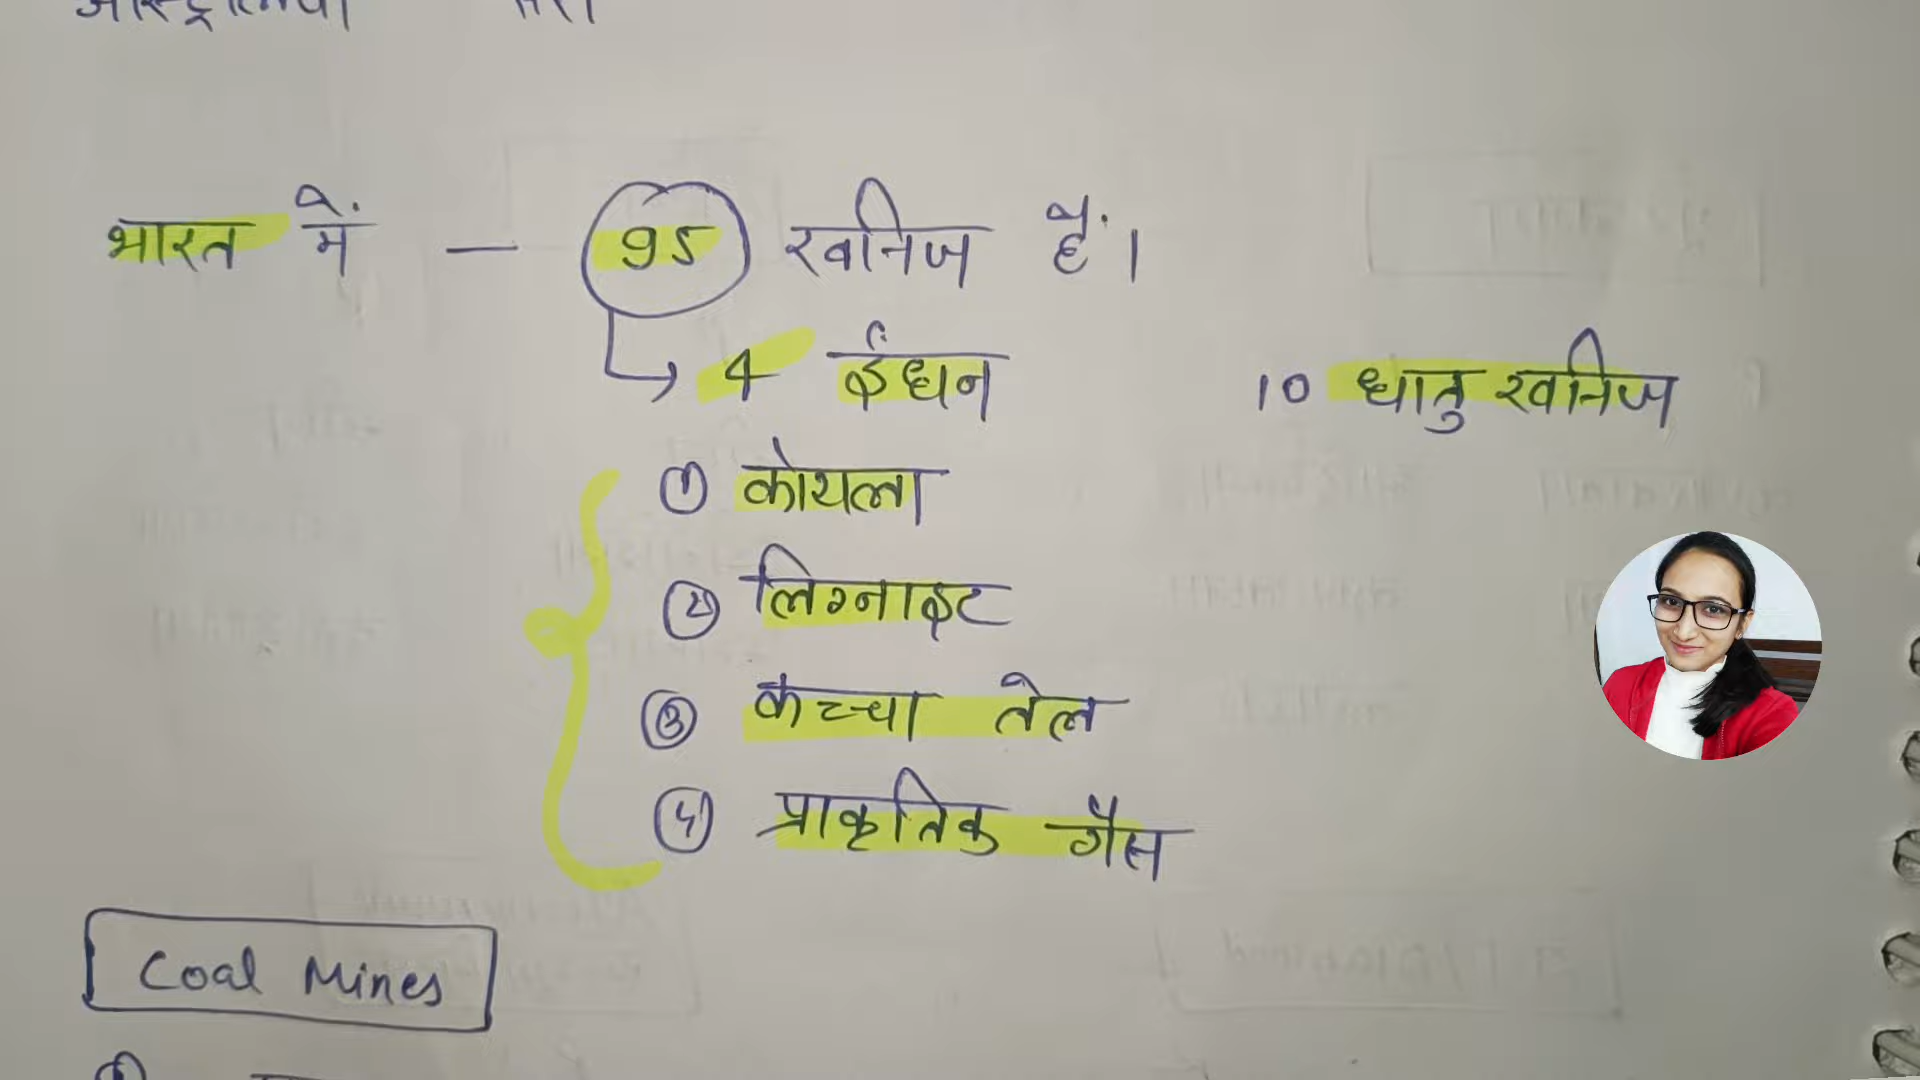 भारत में — 95 खनिज हैं।
→ 4 ईंधन 10 धातु खनिज
① कोयला
② लिग्नाइट
③ कच्चा तेल
④ प्राकृतिक गैस
Coal Mines